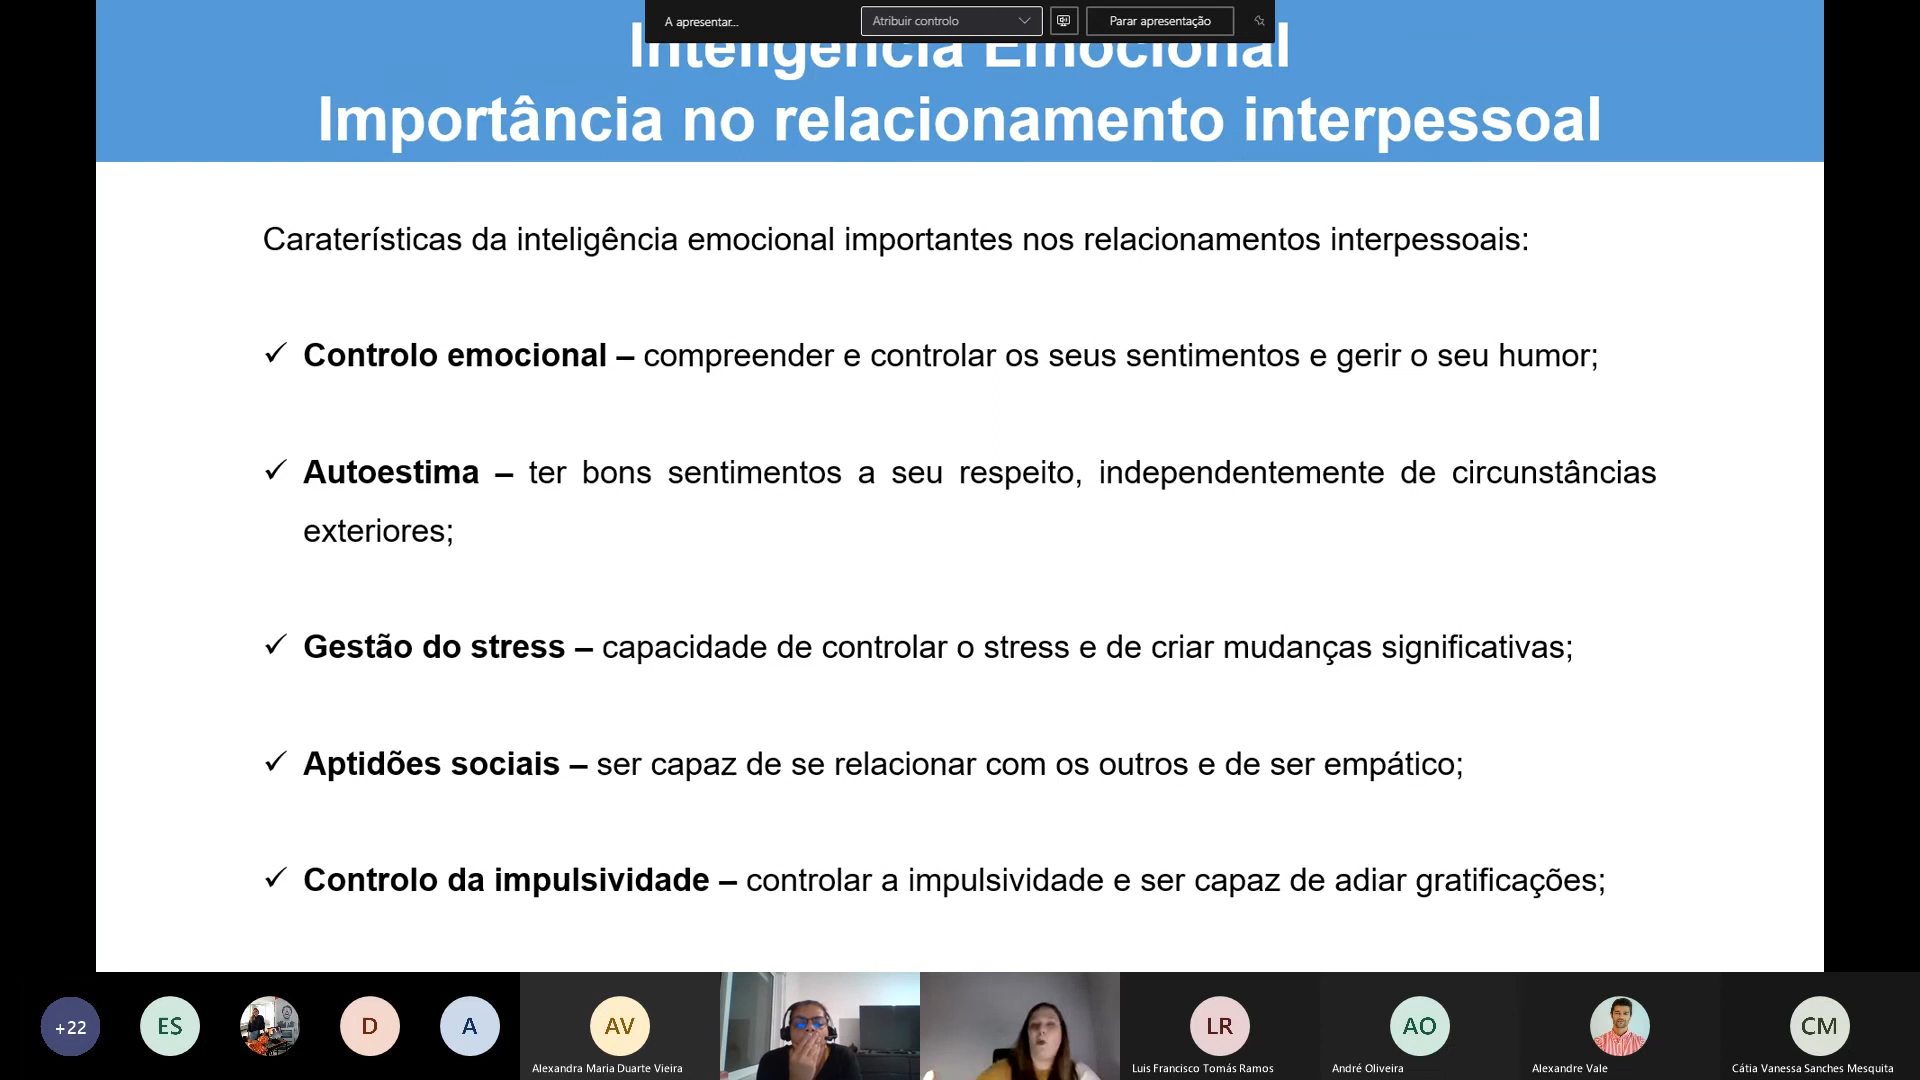 A apresentar...
Atribuir controlo
Parar apresentação
Inteligência Emocional
Importância no relacionamento interpessoal
Caraterísticas da inteligência emocional importantes nos relacionamentos interpessoais:
✓ Controlo emocional – compreender e controlar os seus sentimentos e gerir o seu humor;
✓ Autoestima – ter bons sentimentos a seu respeito, independentemente de circunstâncias
exteriores;
✓ Gestão do stress – capacidade de controlar o stress e de criar mudanças significativas;
✓ Aptidões sociais – ser capaz de se relacionar com os outros e de ser empático;
✓ Controlo da impulsividade – controlar a impulsividade e ser capaz de adiar gratificações;
+22
ES
D
A
AV
LR
AO
CM
Alexandra Maria Duarte Vieira
Luis Francisco Tomás Ramos
André Oliveira
Alexandre Vale
Cátia Vanessa Sanches Mesquita